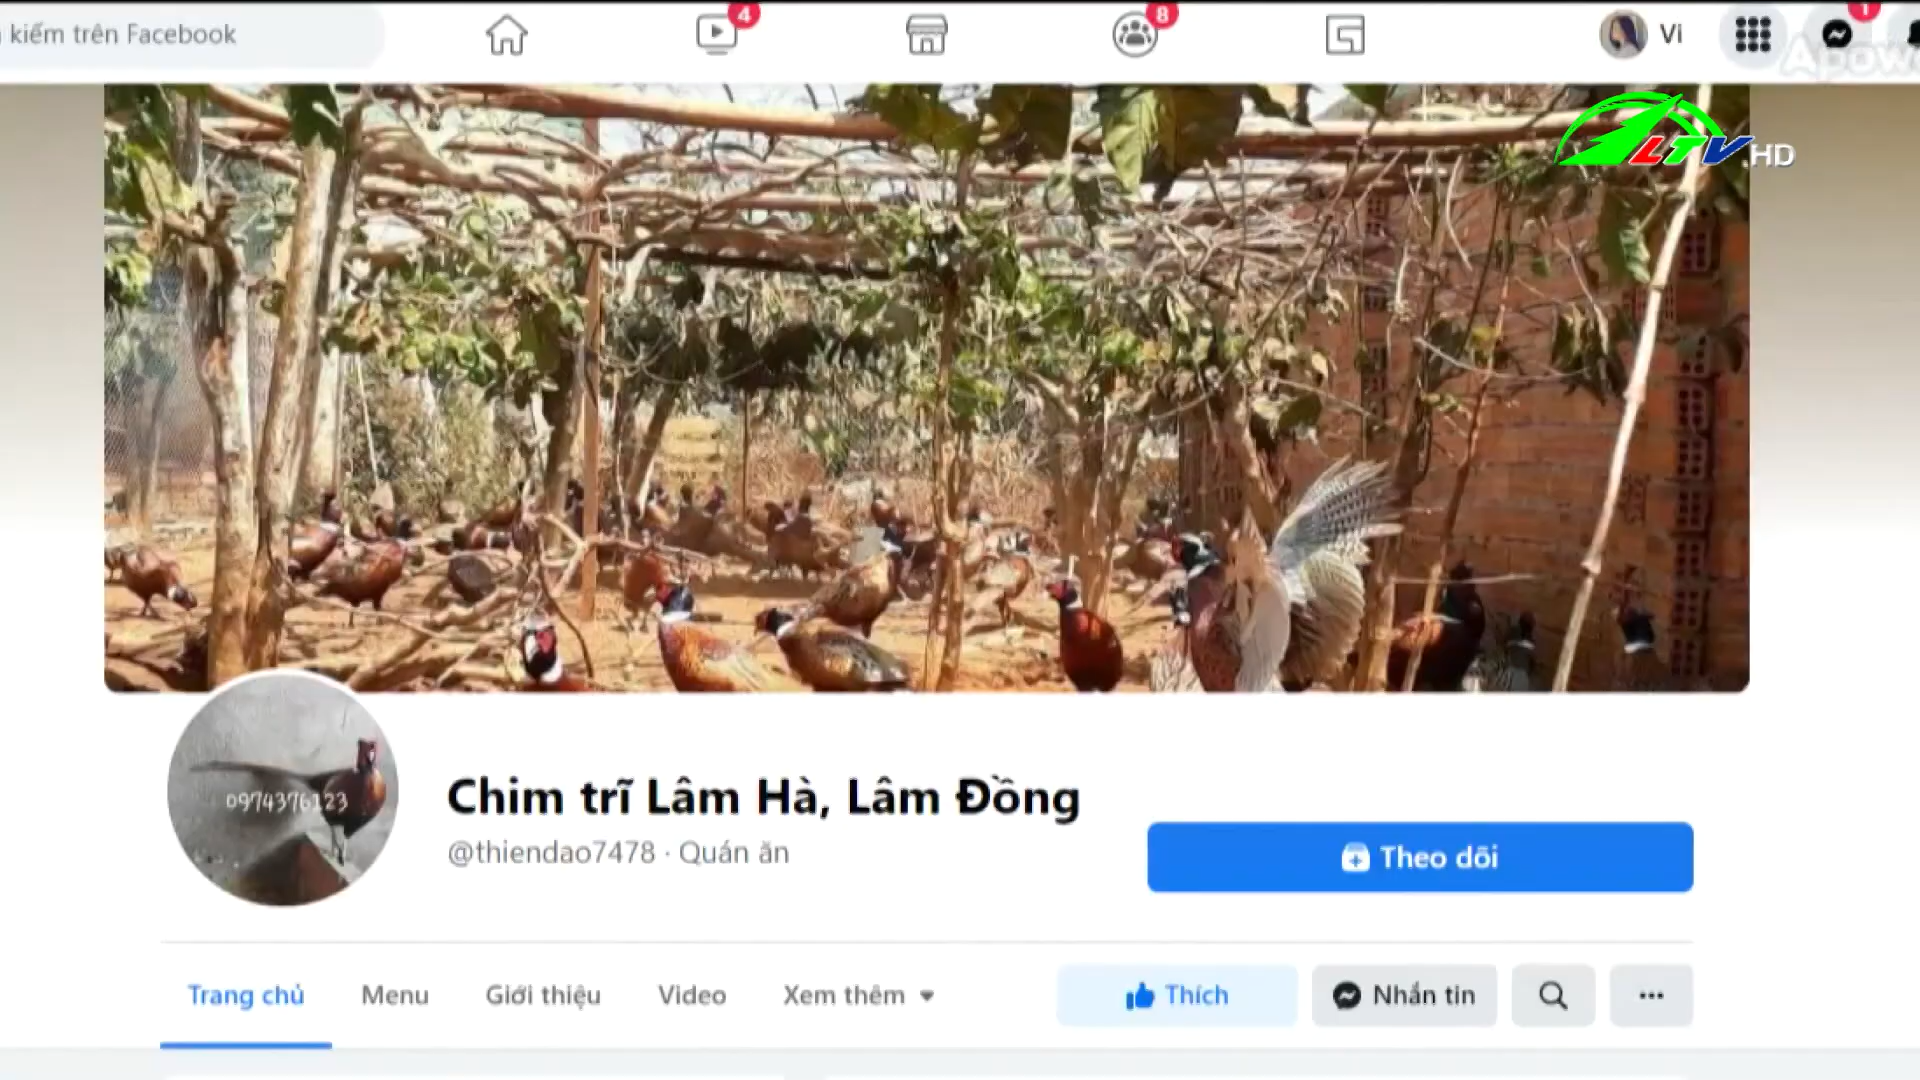 kiếm trên Facebook
4
8
Vi
1
Apow
LTV.HD
0974376123
Chim trĩ Lâm Hà, Lâm Đồng
@thiendao7478 · Quán ăn
Theo dõi
Trang chủ
Menu
Giới thiệu
Video
Xem thêm
Thích
Nhắn tin